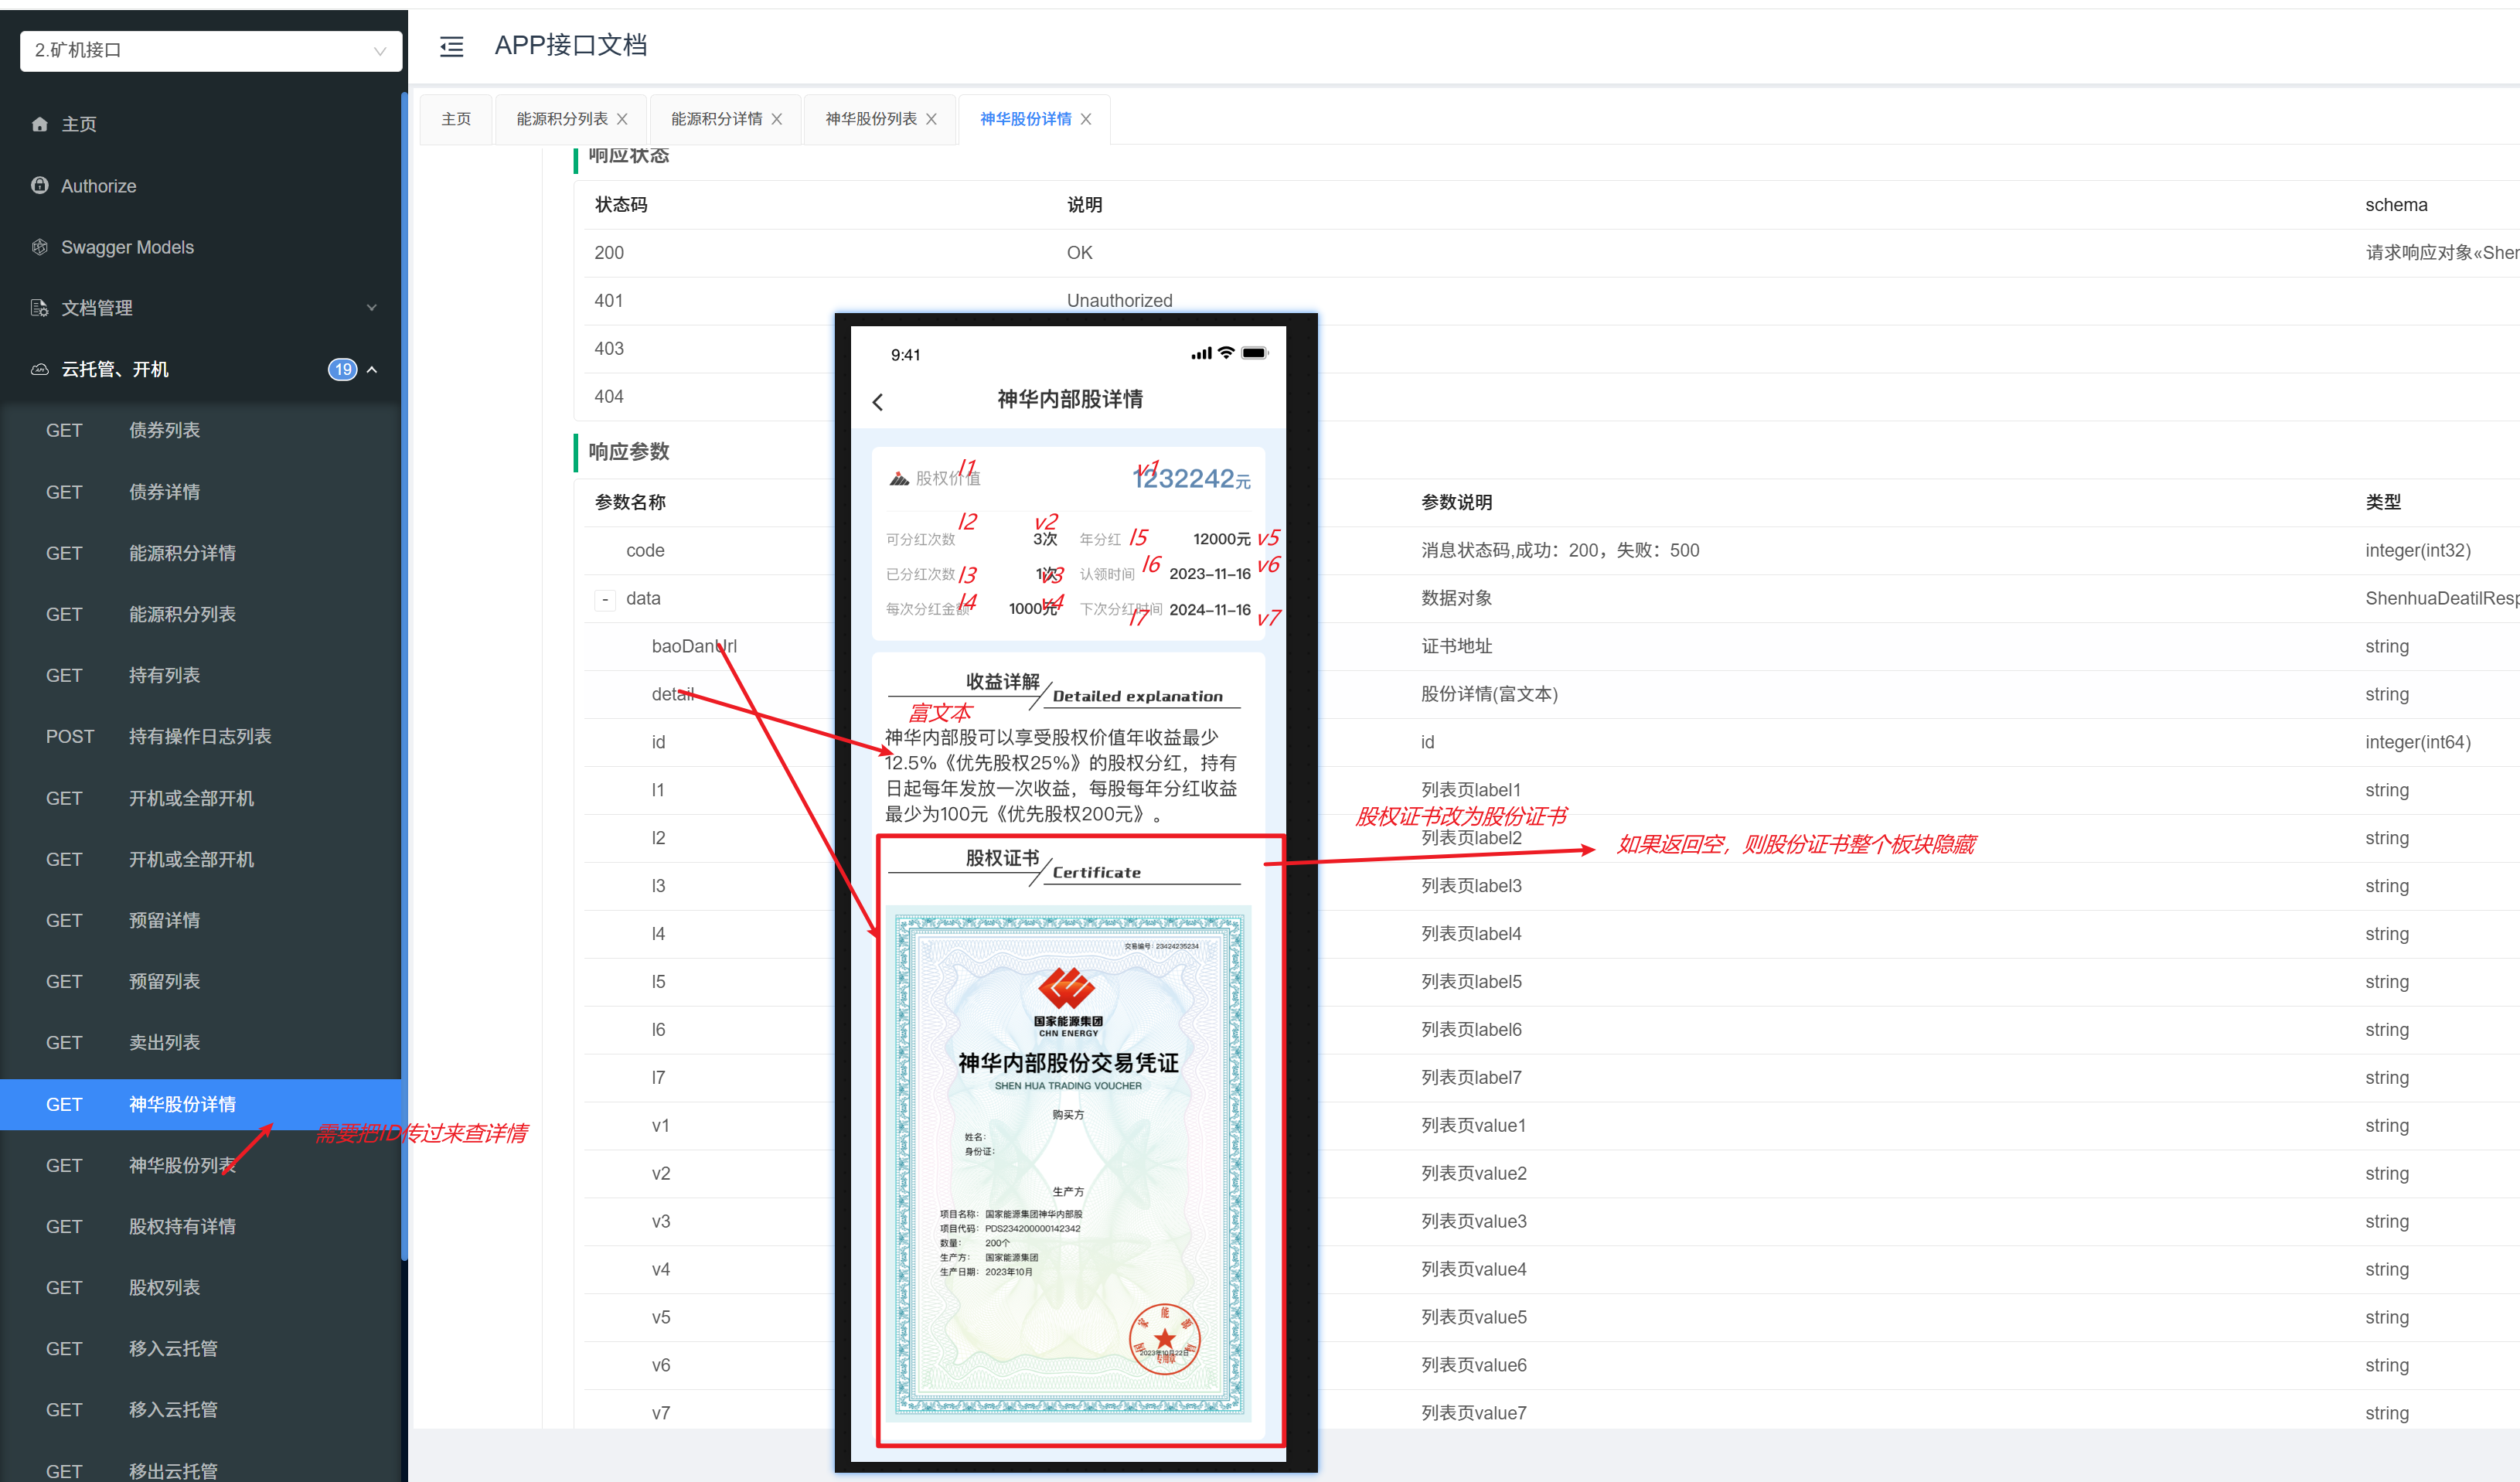 2.矿机接口
APP接口文档
主页
Authorize
Swagger Models
文档管理
云托管、开机 19
GET 债券列表
GET 债券详情
GET 能源积分详情
GET 能源积分列表
GET 持有列表
POST 持有操作日志列表
GET 开机或全部开机
GET 开机或全部开机
GET 预留详情
GET 预留列表
GET 卖出列表
GET 神华股份详情
需要把ID传过来查详情
GET 神华股份列表
GET 股权持有详情
GET 股权列表
GET 移入云托管
GET 移入云托管
GET 移出云托管
主页 能源积分列表 能源积分详情 神华股份列表 神华股份详情
响应状态
状态码 说明 schema
200 OK 请求响应对象«Shen
401 Unauthorized
403
404
响应参数
参数名称 参数说明 类型
code 消息状态码,成功：200，失败：500 integer(int32)
- data 数据对象 ShenhuaDeatilResp
baoDanUrl 证书地址 string
detail 股份详情(富文本) string
id id integer(int64)
l1 列表页label1 string
l2 列表页label2 string
l3 列表页label3 string
l4 列表页label4 string
l5 列表页label5 string
l6 列表页label6 string
l7 列表页label7 string
v1 列表页value1 string
v2 列表页value2 string
v3 列表页value3 string
v4 列表页value4 string
v5 列表页value5 string
v6 列表页value6 string
v7 列表页value7 string
股权证书改为股份证书
如果返回空，则股份证书整个板块隐藏
9:41
神华内部股详情
股权价值 l1 1232242元 v1
可分红次数 l2 3次 v2 年分红 l5 12000元 v5
已分红次数 l3 1次 v3 认领时间 l6 2023-11-16 v6
每次分红金额 l4 1000元 v4 下次分红时间 l7 2024-11-16 v7
收益详解
Detailed explanation
富文本
神华内部股可以享受股权价值年收益最少
12.5%《优先股权25%》的股权分红，持有
日起每年发放一次收益，每股每年分红收益
最少为100元《优先股权200元》。
股权证书
Certificate
交易编号：23424235234
国家能源集团
CHN ENERGY
神华内部股份交易凭证
SHEN HUA TRADING VOUCHER
购买方
姓名：
身份证：
生产方
项目名称： 国家能源集团神华内部股
项目代码： PDS234200000142342
数量： 200个
生产方： 国家能源集团
生产日期： 2023年10月
2023年10月22日
专用章